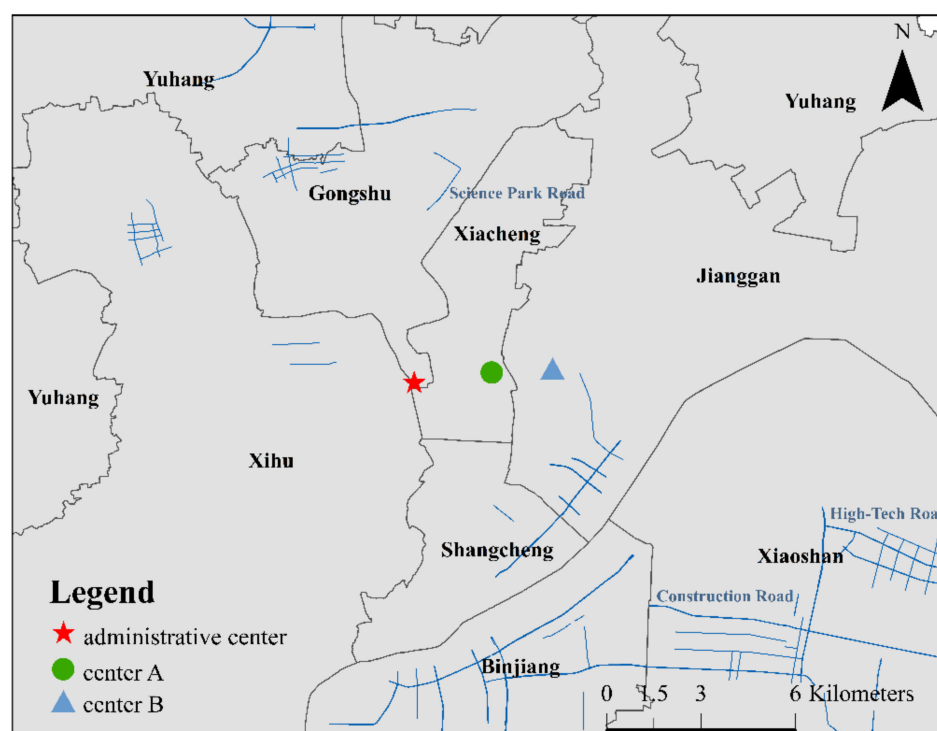 N
Yuhang
Yuhang
Gongshu
Science Park Road
Xiacheng
Jianggan
Yuhang
Xihu
High-Tech Roa
Shangcheng
Xiaoshan
Legend
Construction Road
administrative center
center A
Binjiang
center B
0 1.5 3 6 Kilometers